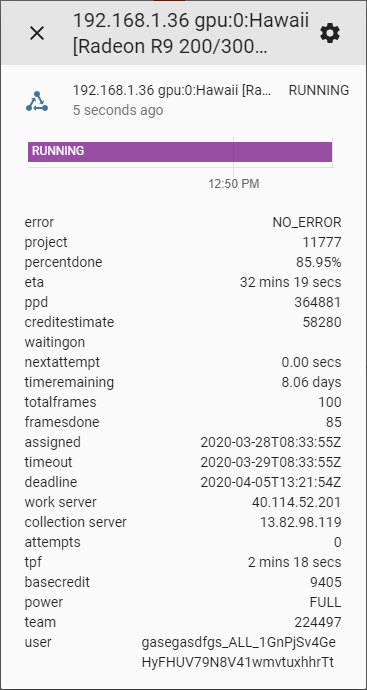 192.168.1.36 gpu:0:Hawaii
[Radeon R9 200/300…
192.168.1.36 gpu:0:Hawaii [Ra... RUNNING
5 seconds ago
RUNNING
12:50 PM
error NO_ERROR
project 11777
percentdone 85.95%
eta 32 mins 19 secs
ppd 364881
creditestimate 58280
waitingon
nextattempt 0.00 secs
timeremaining 8.06 days
totalframes 100
framesdone 85
assigned 2020-03-28T08:33:55Z
timeout 2020-03-29T08:33:55Z
deadline 2020-04-05T13:21:54Z
work server 40.114.52.201
collection server 13.82.98.119
attempts 0
tpf 2 mins 18 secs
basecredit 9405
power FULL
team 224497
user gasegasdfgs_ALL_1GnPjSv4Ge
HyFHUV79N8V41wmvtuxhhrTt